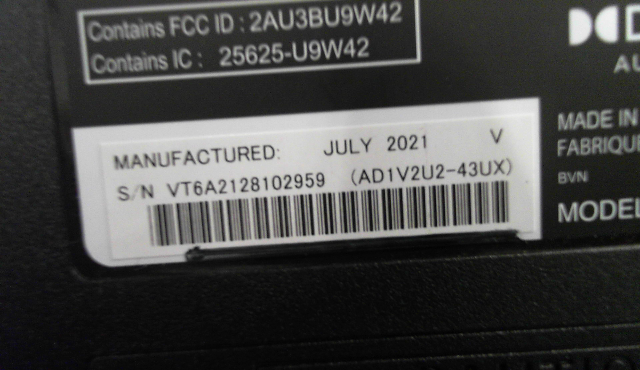 Contains FCC ID : 2AU3BU9W42
Contains IC : 25625-U9W42
AU
MANUFACTURED: JULY 2021 V
S/N VT6A2128102959 (AD1V2U2-43UX)
MADE IN
FABRIQUE
BVN
MODEL